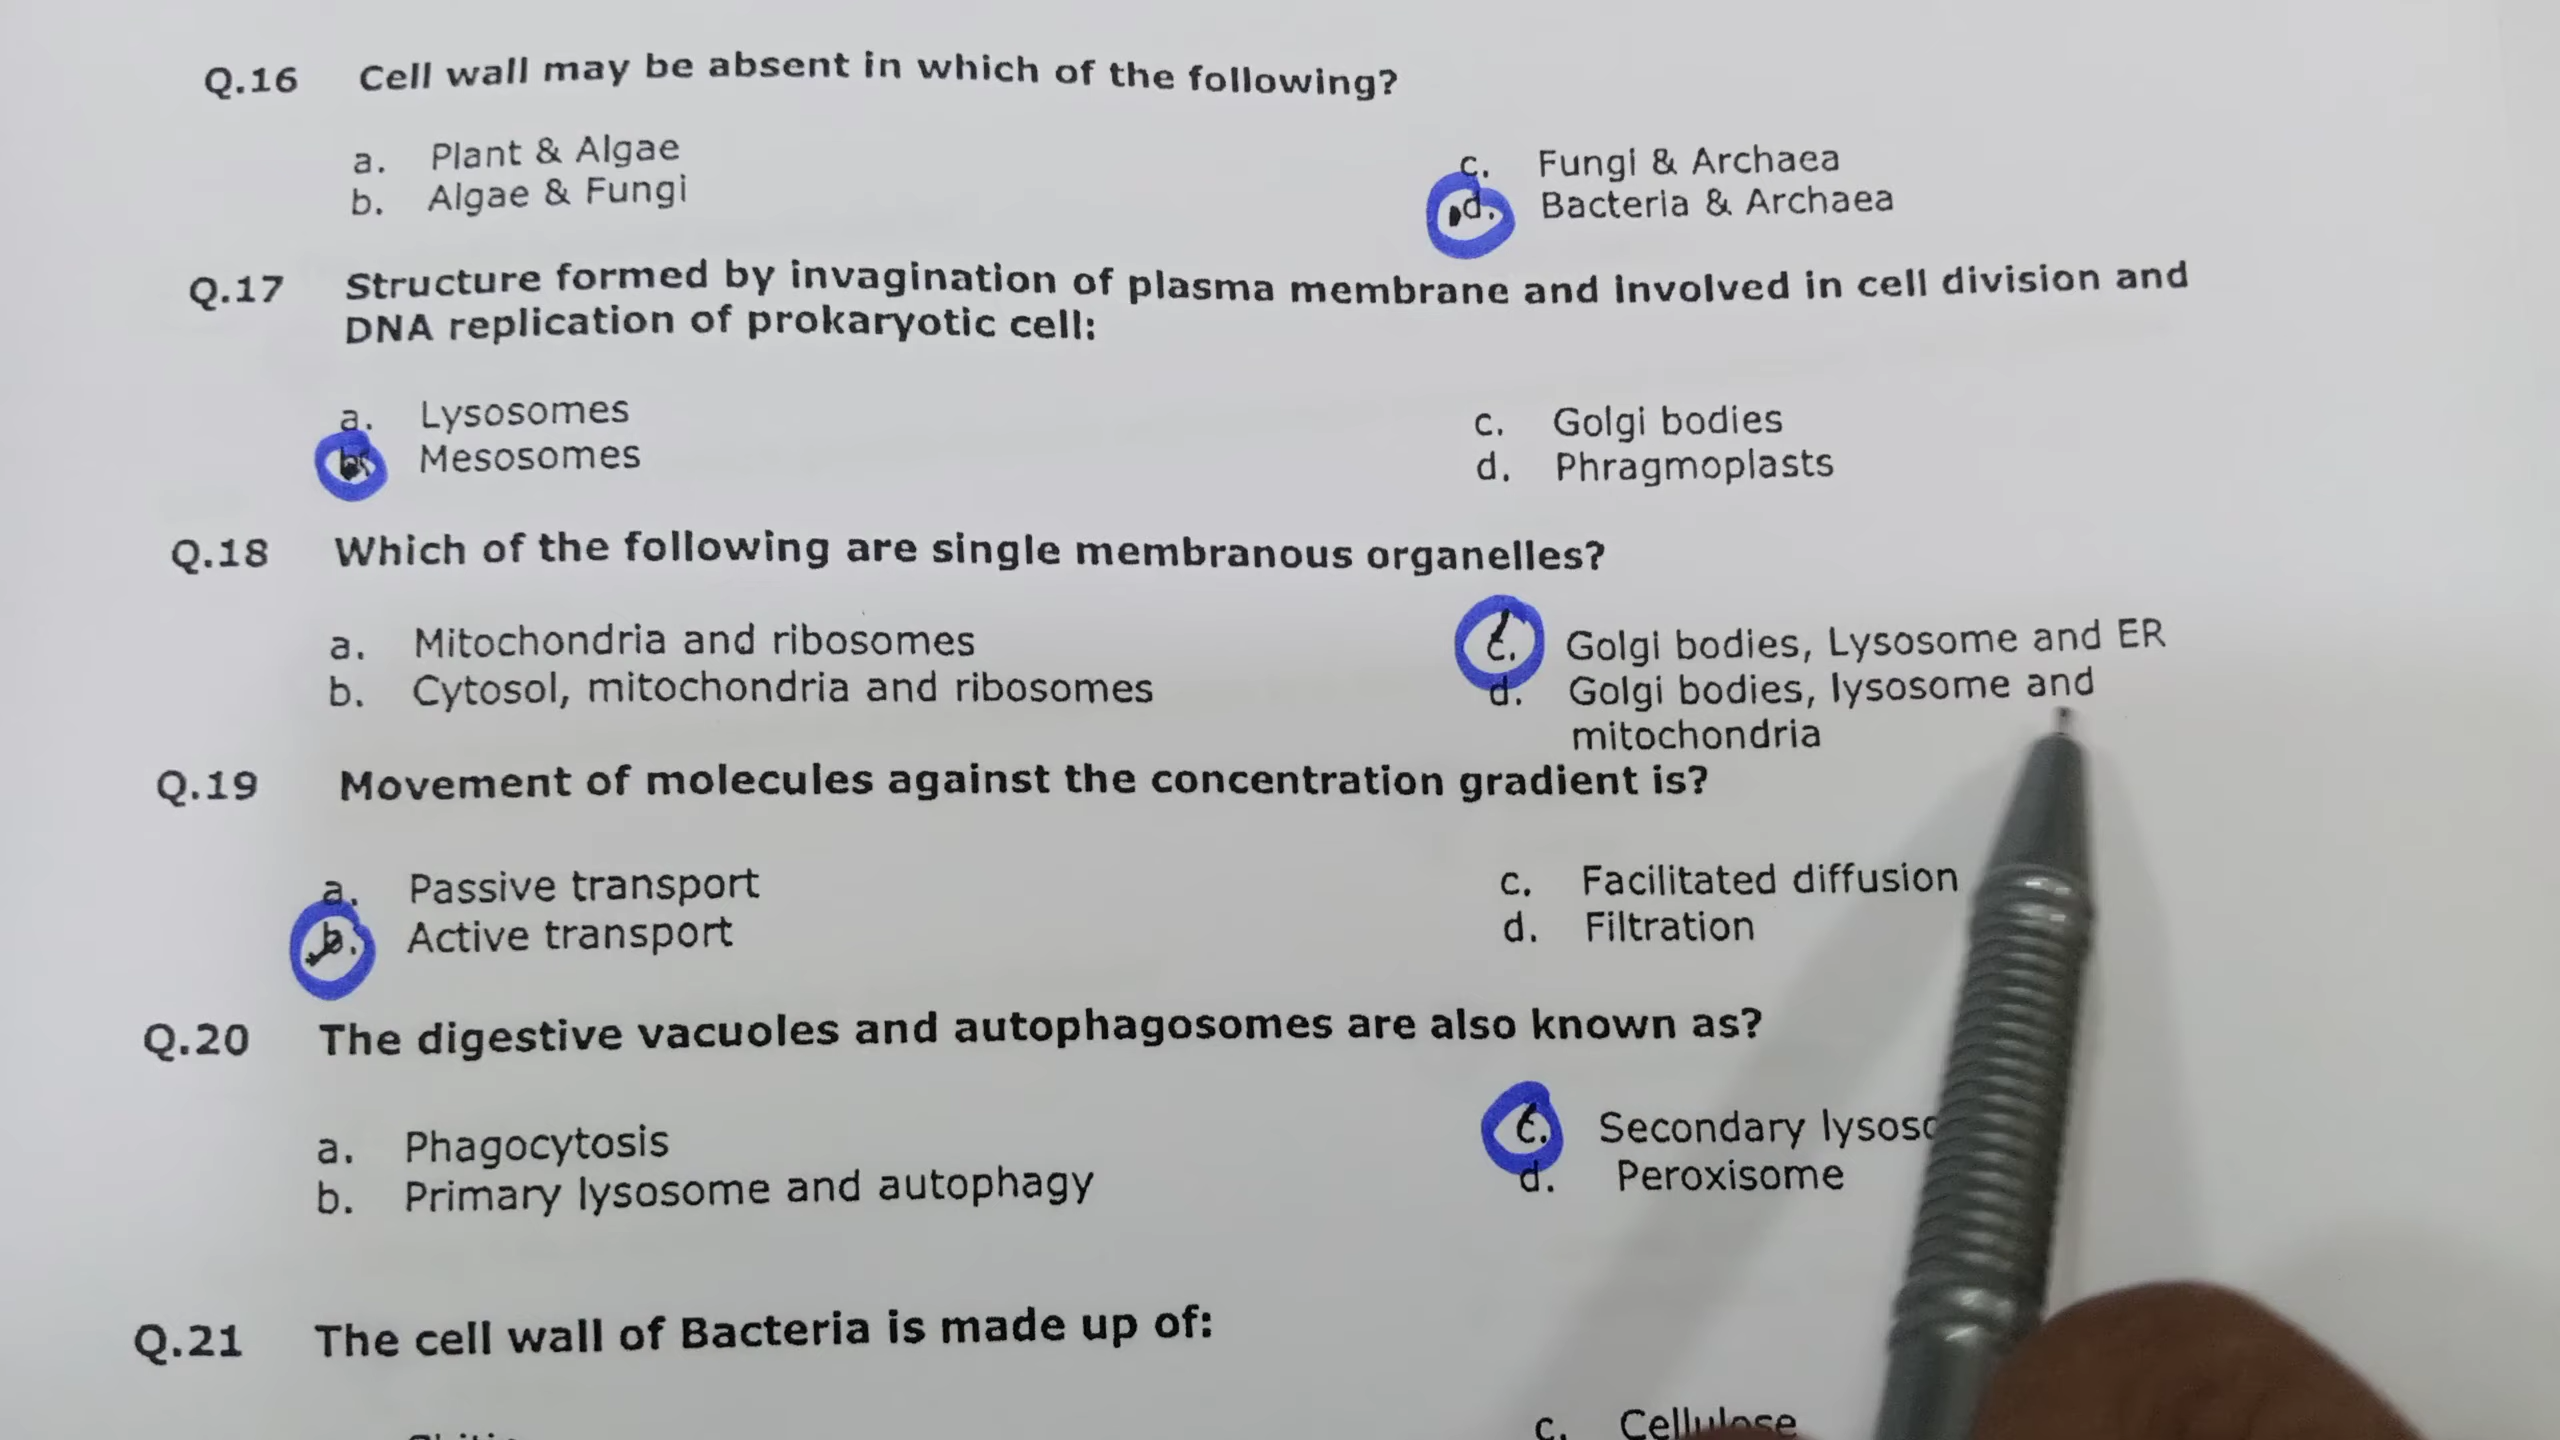 Q.16 Cell wall may be absent in which of the following?
a. Plant & Algae
b. Algae & Fungi
c. Fungi & Archaea
d. Bacteria & Archaea
Q.17 Structure formed by invagination of plasma membrane and involved in cell division and
DNA replication of prokaryotic cell:
a. Lysosomes
b. Mesosomes
c. Golgi bodies
d. Phragmoplasts
Q.18 Which of the following are single membranous organelles?
a. Mitochondria and ribosomes
b. Cytosol, mitochondria and ribosomes
c. Golgi bodies, Lysosome and ER
d. Golgi bodies, lysosome and
mitochondria
Q.19 Movement of molecules against the concentration gradient is?
a. Passive transport
b. Active transport
c. Facilitated diffusion
d. Filtration
Q.20 The digestive vacuoles and autophagosomes are also known as?
a. Phagocytosis
b. Primary lysosome and autophagy
c. Secondary
d. Peroxisome
Q.21 The cell wall of Bacteria is made up of:
c. Cellulose